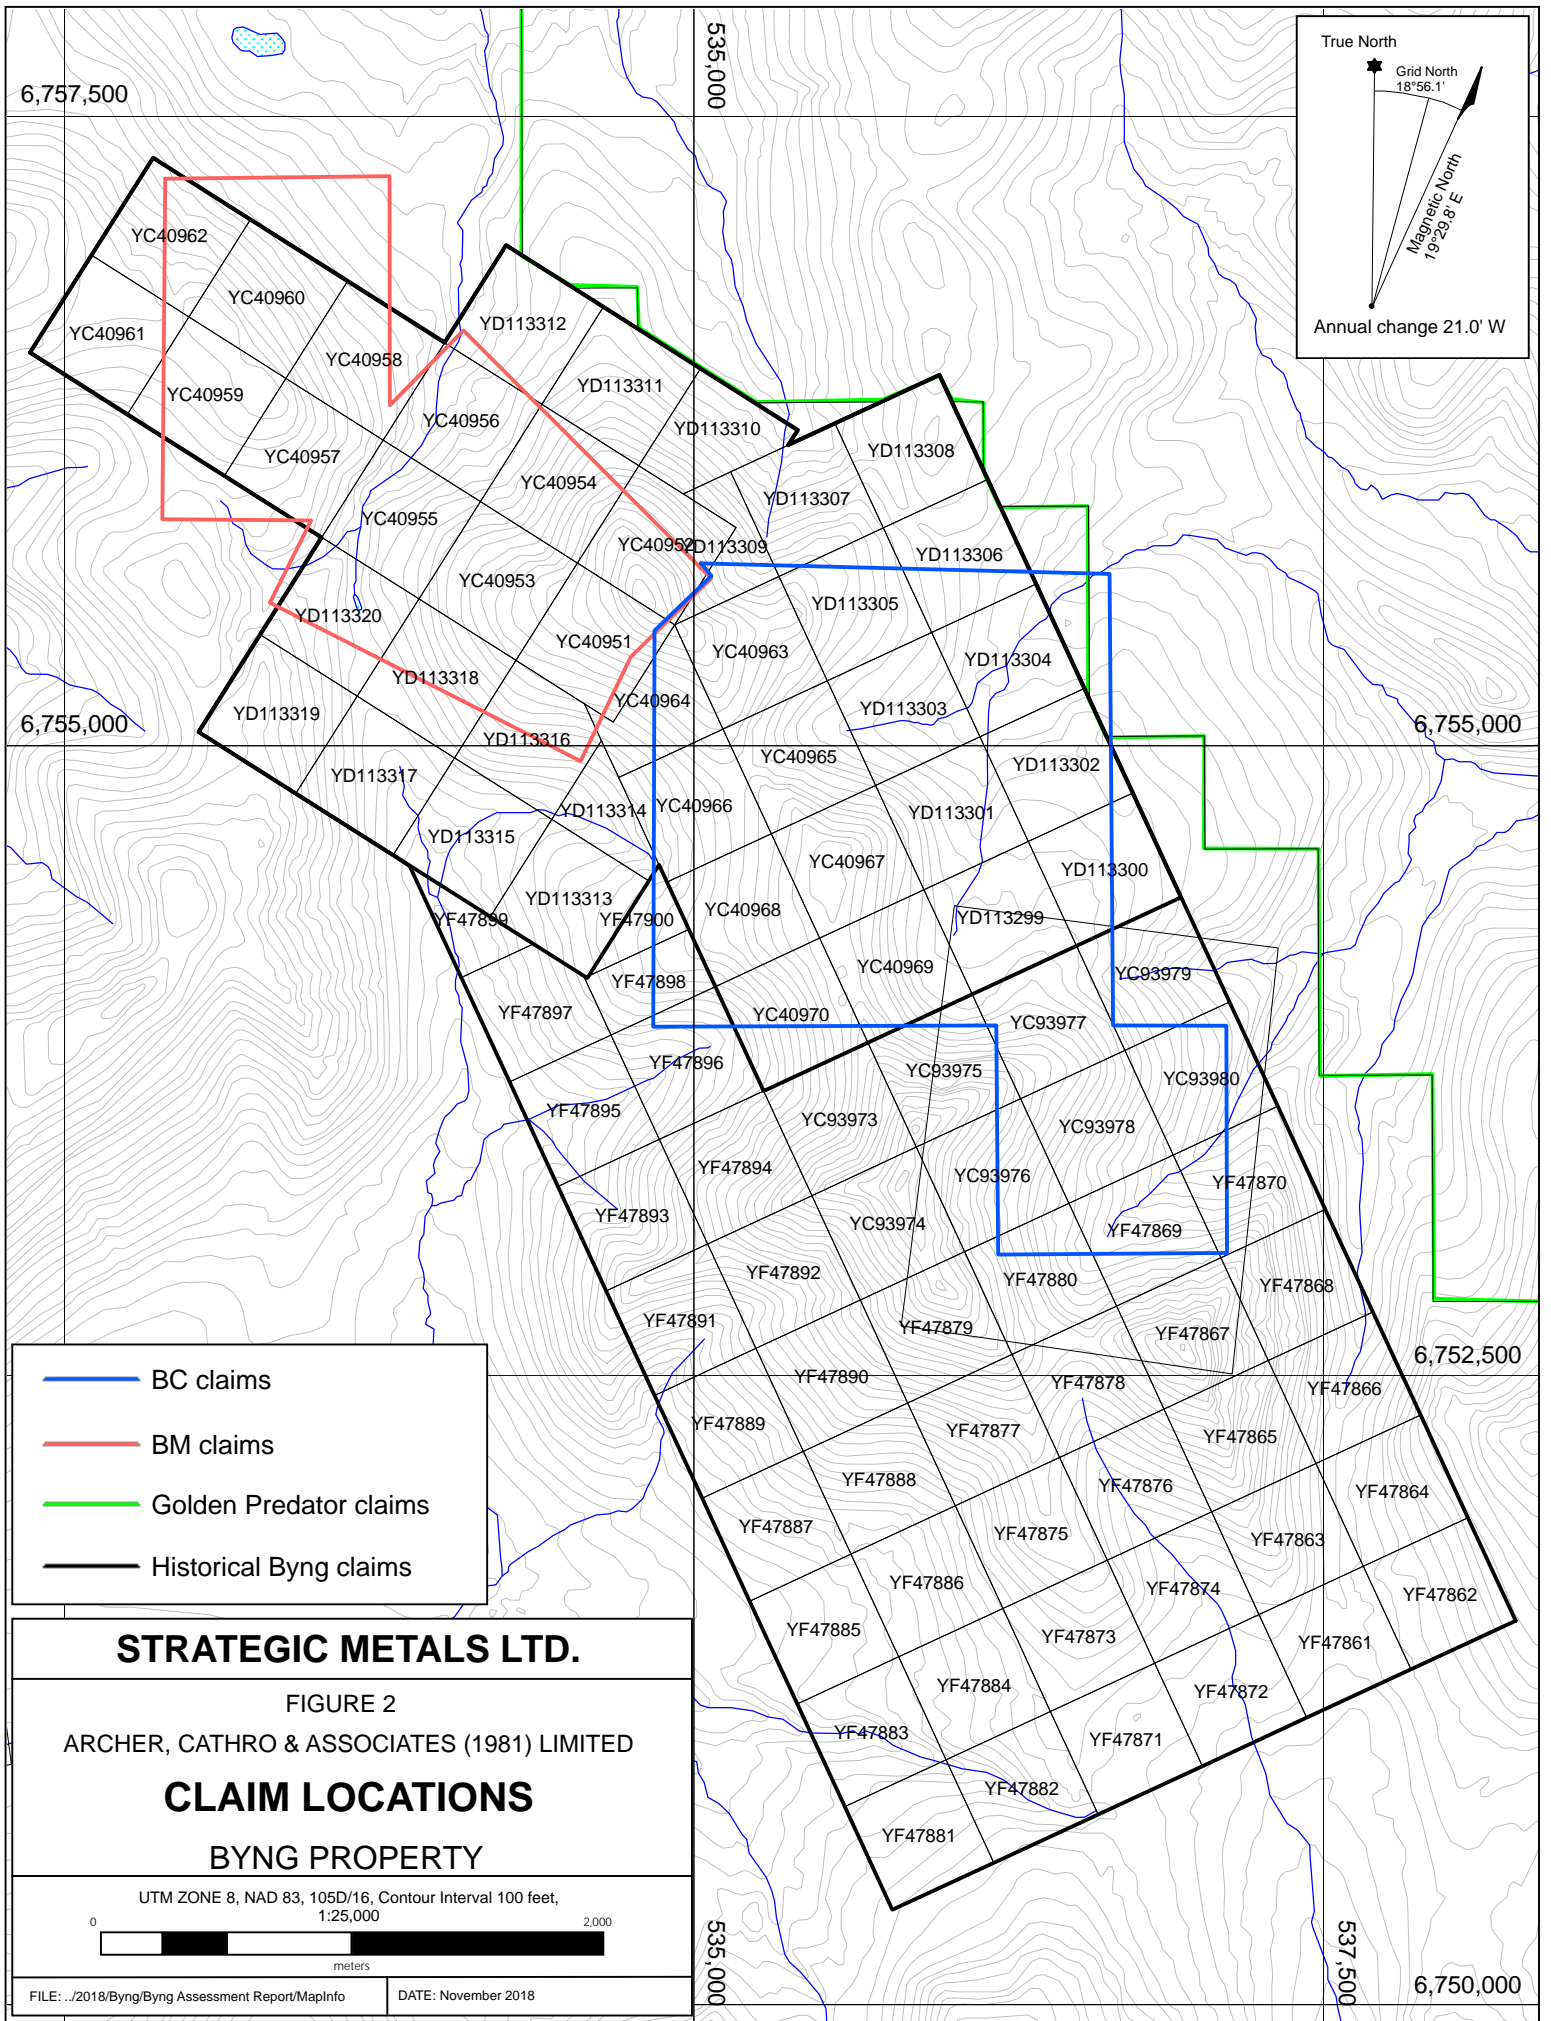 535,000
True North
Grid North
18°56.1'
Magnetic North
19°29.8' E
Annual change 21.0' W
6,757,500
YC40962
YC40960
YC40961
YD113312
YC40958
YD113311
YC40959
YC40956
YD113310
YD113308
YC40957
YC40954
YD113307
YC40955
YC40952
YD113309
YD113306
YC40953
YD113305
YD113320
YC40951
YC40963
YD113304
YD113318
YC40964
YD113303
YD113319
6,755,000
6,755,000
YD113316
YC40965
YD113302
YD113317
YC40966
YD113314
YD113301
YD113315
YC40967
YD113300
YD113313
YC40968
YF47899
YF47900
YD113299
YC40969
YC93979
YF47898
YF47897
YC40970
YC93977
YF47896
YC93975
YC93980
YF47895
YC93973
YC93978
YF47894
YC93976
YF47870
YF47893
YC93974
YF47869
YF47892
YF47880
YF47868
YF47891
YF47879
YF47867
6,752,500
YF47890
YF47878
YF47866
YF47889
YF47877
YF47865
YF47888
YF47876
YF47864
YF47887
YF47875
YF47863
YF47886
YF47874
YF47862
YF47885
YF47873
YF47861
YF47884
YF47872
YF47883
YF47871
YF47882
YF47881
BC claims
BM claims
Golden Predator claims
Historical Byng claims
STRATEGIC METALS LTD.
FIGURE 2
ARCHER, CATHRO & ASSOCIATES (1981) LIMITED
CLAIM LOCATIONS
BYNG PROPERTY
UTM ZONE 8, NAD 83, 105D/16, Contour Interval 100 feet,
1:25,000
0
2,000
meters
FILE: ../2018/Byng/Byng Assessment Report/MapInfo
DATE: November 2018
535,000
537,500
6,750,000